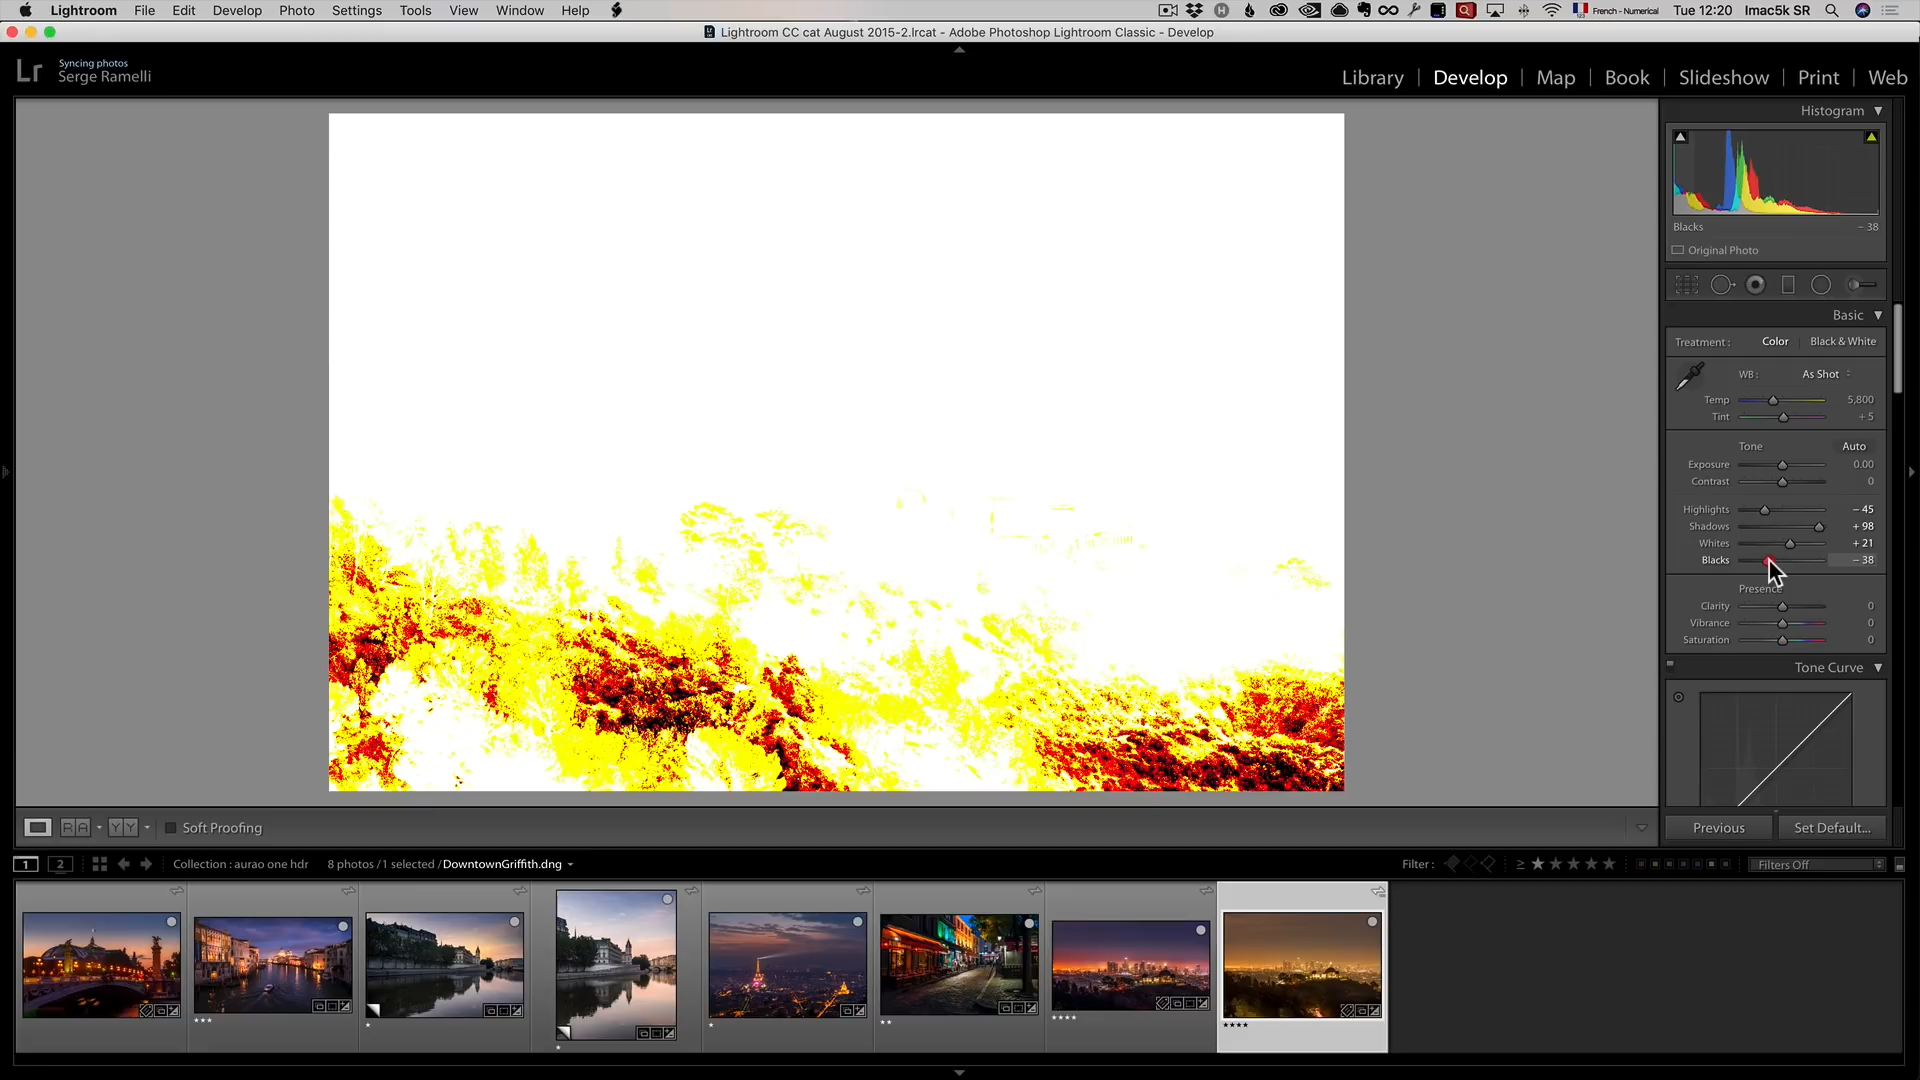 Lightroom File Edit Develop Photo Settings Tools View Window Help
French - Numerical Tue 12:20 Imac5k SR
Lightroom CC cat August 2015-2.lrcat - Adobe Photoshop Lightroom Classic - Develop
Lr
Syncing photos
Serge Ramelli
Library | Develop | Map | Book | Slideshow | Print | Web
Histogram
Blacks - 38
Original Photo
Basic
Treatment : Color Black & White
WB : As Shot
Temp 5,800
Tint + 5
Tone Auto
Exposure 0.00
Contrast 0
Highlights - 45
Shadows + 98
Whites + 21
Blacks - 38
Presence
Clarity 0
Vibrance 0
Saturation 0
Tone Curve
Previous Set Default...
R A Y Y Soft Proofing
1 2 Collection : aurao one hdr 8 photos / 1 selected / DowntownGriffith.dng
Filter : ≥ Filters Off